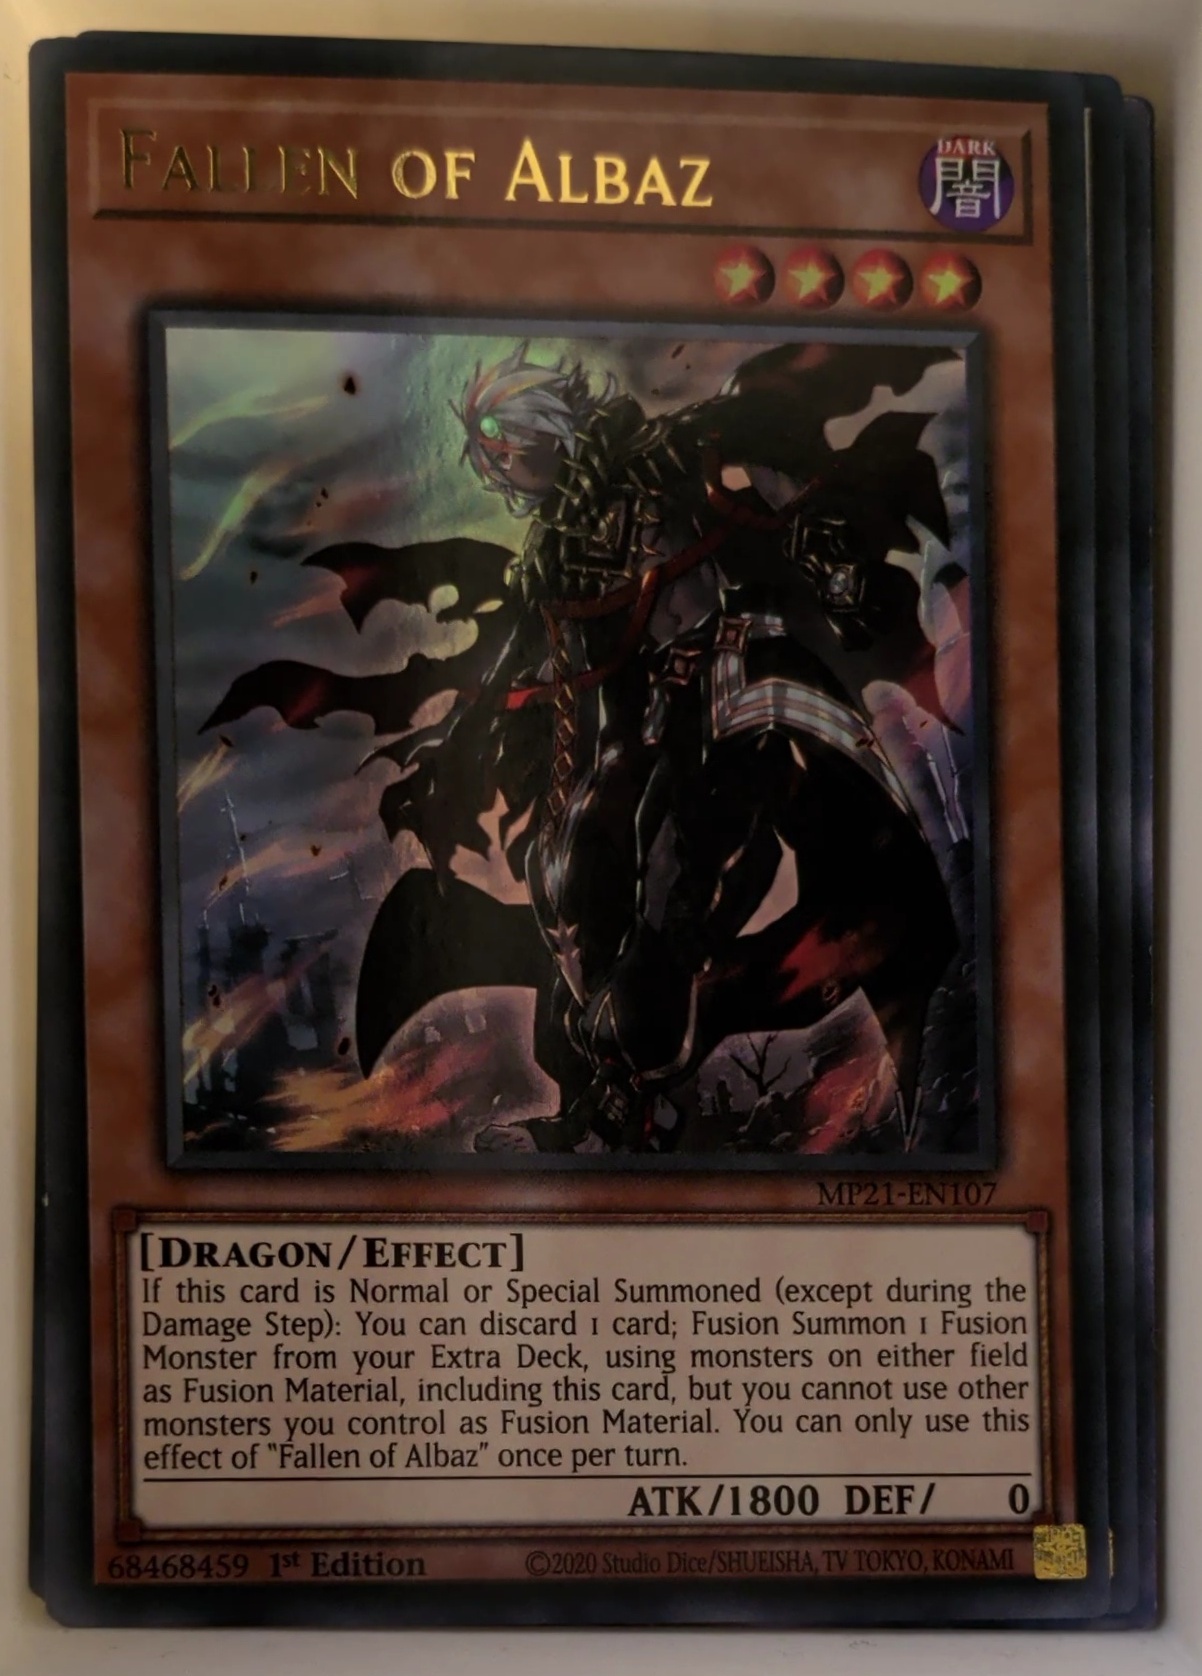 FALLEN OF ALBAZ
DARK
闇
MP21-EN107
[DRAGON/EFFECT]
If this card is Normal or Special Summoned (except during the
Damage Step): You can discard 1 card; Fusion Summon 1 Fusion
Monster from your Extra Deck, using monsters on either field
as Fusion Material, including this card, but you cannot use other
monsters you control as Fusion Material. You can only use this
effect of "Fallen of Albaz" once per turn.
ATK/1800 DEF/ 0
68468459 1st Edition ©2020 Studio Dice/SHUEISHA, TV TOKYO, KONAMI